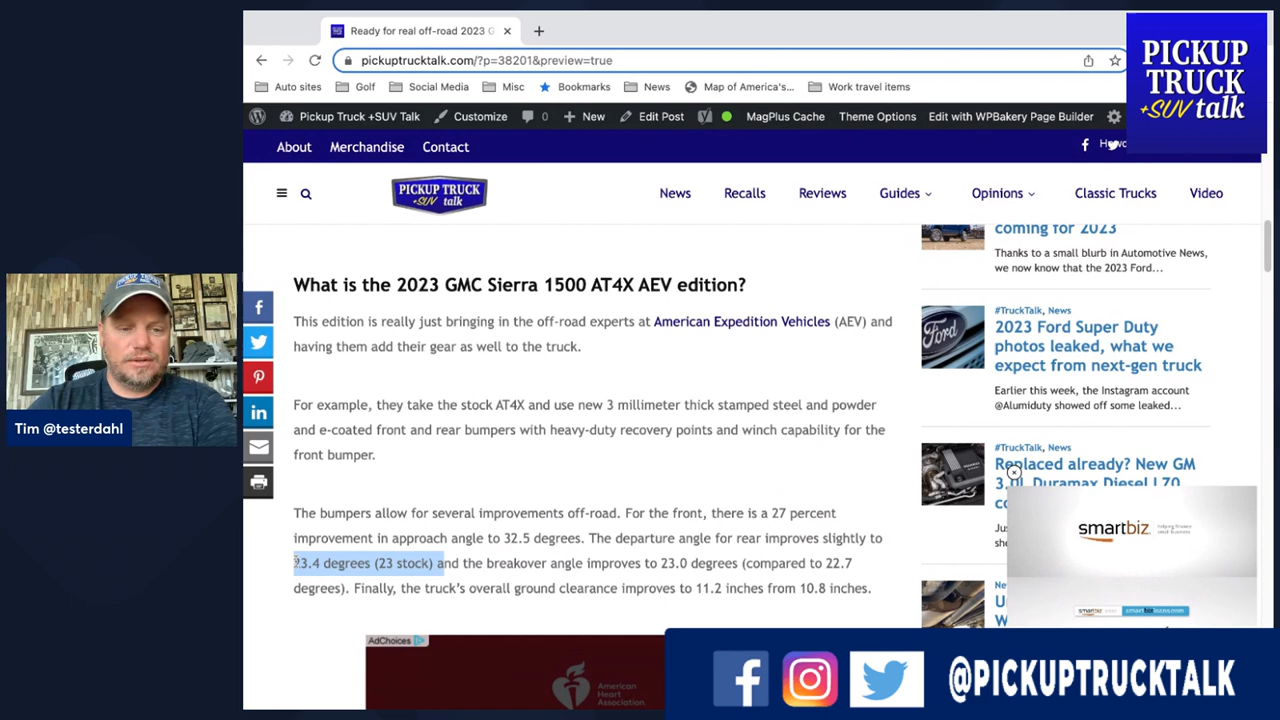 Ready for real off-road 2023 G
pickuptrucktalk.com/?p=38201&preview=true
Auto sites
Golf
Social Media
Misc
Bookmarks
News
Map of America's...
Work travel items
PICKUP
TRUCK
+SUV talk
Pickup Truck +SUV Talk
Customize
0
New
Edit Post
MagPlus Cache
Theme Options
Edit with WPBakery Page Builder
About
Merchandise
Contact
PICKUP TRUCK
+SUV talk
News
Recalls
Reviews
Guides
Opinions
Classic Trucks
Video
What is the 2023 GMC Sierra 1500 AT4X AEV edition?
This edition is really just bringing in the off-road experts at American Expedition Vehicles (AEV) and
having them add their gear as well to the truck.
For example, they take the stock AT4X and use new 3 millimeter thick stamped steel and powder
and e-coated front and rear bumpers with heavy-duty recovery points and winch capability for the
front bumper.
The bumpers allow for several improvements off-road. For the front, there is a 27 percent
improvement in approach angle to 32.5 degrees. The departure angle for rear improves slightly to
23.4 degrees (23 stock) and the breakover angle improves to 23.0 degrees (compared to 22.7
degrees). Finally, the truck's overall ground clearance improves to 11.2 inches from 10.8 inches.
coming for 2023
Thanks to a small blurb in Automotive News,
we now know that the 2023 Ford...
#TruckTalk, News
2023 Ford Super Duty
photos leaked, what we
expect from next-gen truck
Earlier this week, the Instagram account
@Alumiduty showed off some leaked...
Ford
#TruckTalk, News
Replaced already? New GM
3.0L Duramax Diesel LZ0
smartbiz
AdChoices
American
Heart
Association.
Tim @testerdahl
@PICKUPTRUCKTALK